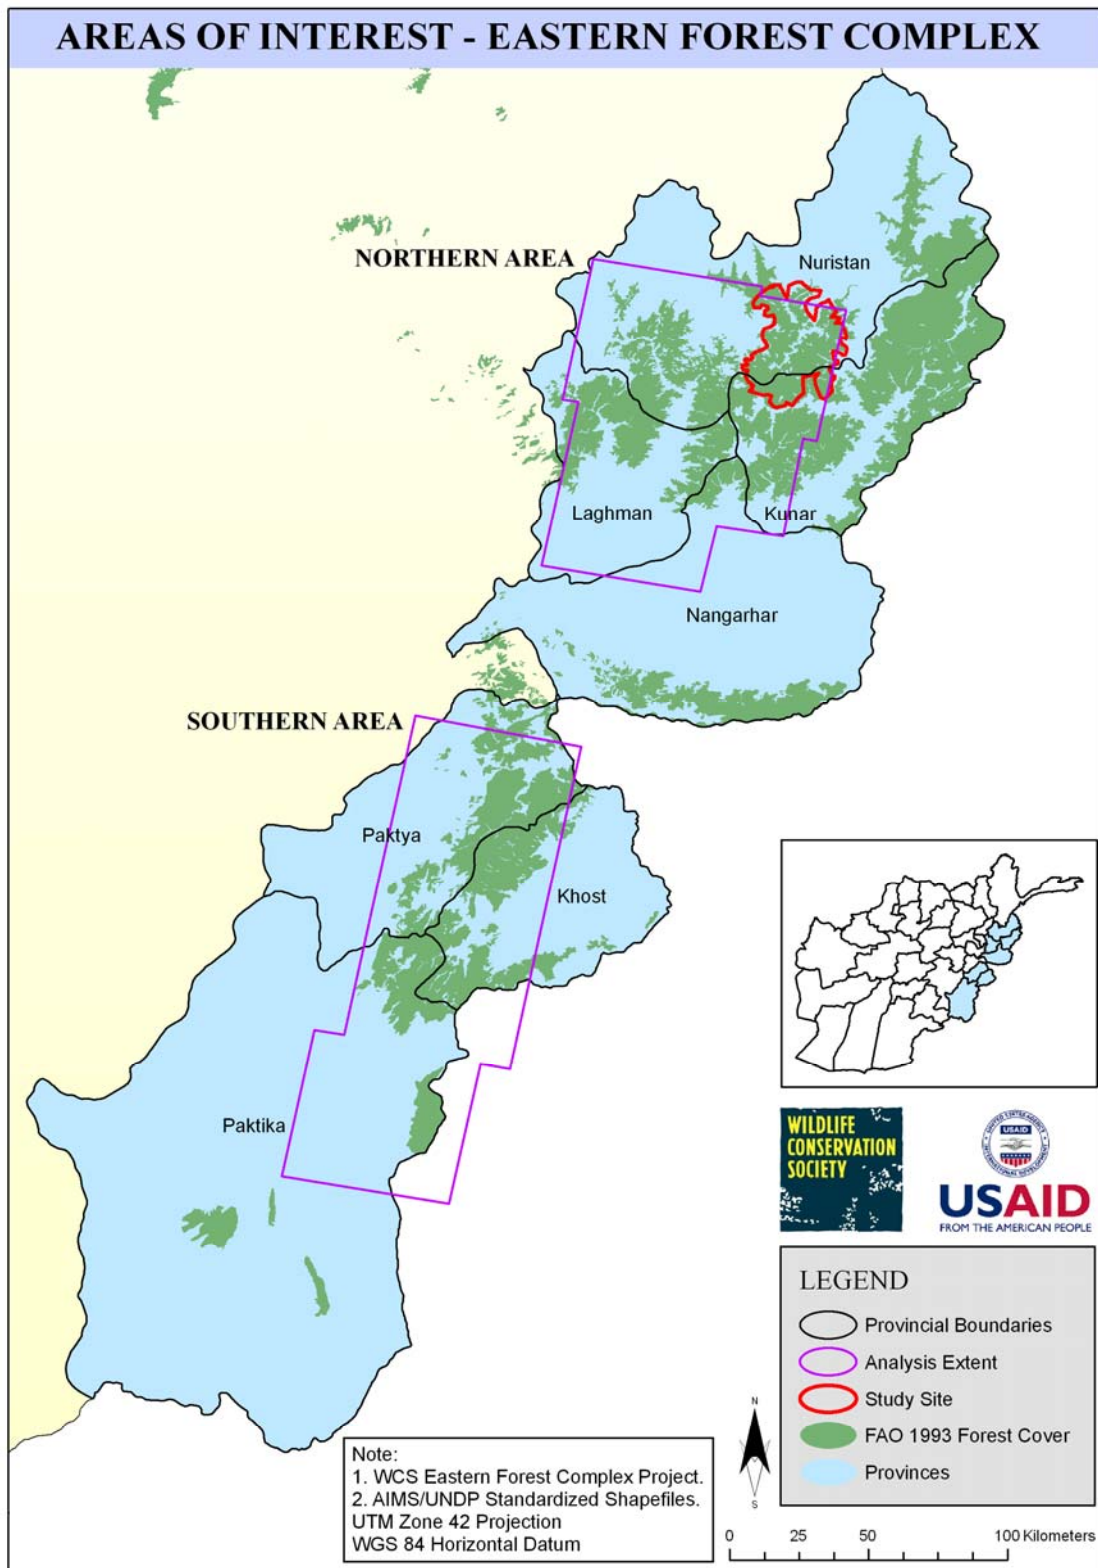 AREAS OF INTEREST - EASTERN FOREST COMPLEX
NORTHERN AREA
Nuristan
Laghman
Kunar
Nangarhar
SOUTHERN AREA
Paktya
Khost
Paktika
WILDLIFE
CONSERVATION
SOCIETY
USAID
USAID
FROM THE AMERICAN PEOPLE
LEGEND
Provincial Boundaries
Analysis Extent
Study Site
FAO 1993 Forest Cover
Provinces
N
S
Note:
1. WCS Eastern Forest Complex Project.
2. AIMS/UNDP Standardized Shapefiles.
UTM Zone 42 Projection
WGS 84 Horizontal Datum
0 25 50 100 Kilometers